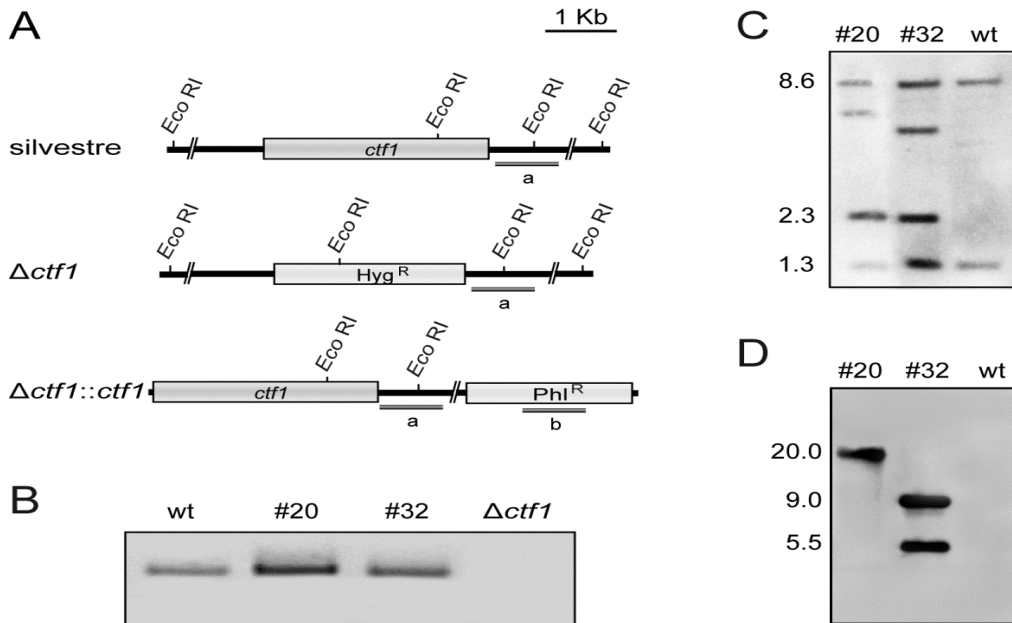 A
1 Kb
Eco RI
Eco RI
Eco RI
Eco RI
silvestre
ctf1
a
Eco RI
Eco RI
Eco RI
Eco RI
Δctf1
Hyg R
a
Eco RI
Eco RI
Δctf1::ctf1
ctf1
Phl R
a
b
B
wt #20 #32 Δctf1
C
#20 #32 wt
8.6
2.3
1.3
D
#20 #32 wt
20.0
9.0
5.5